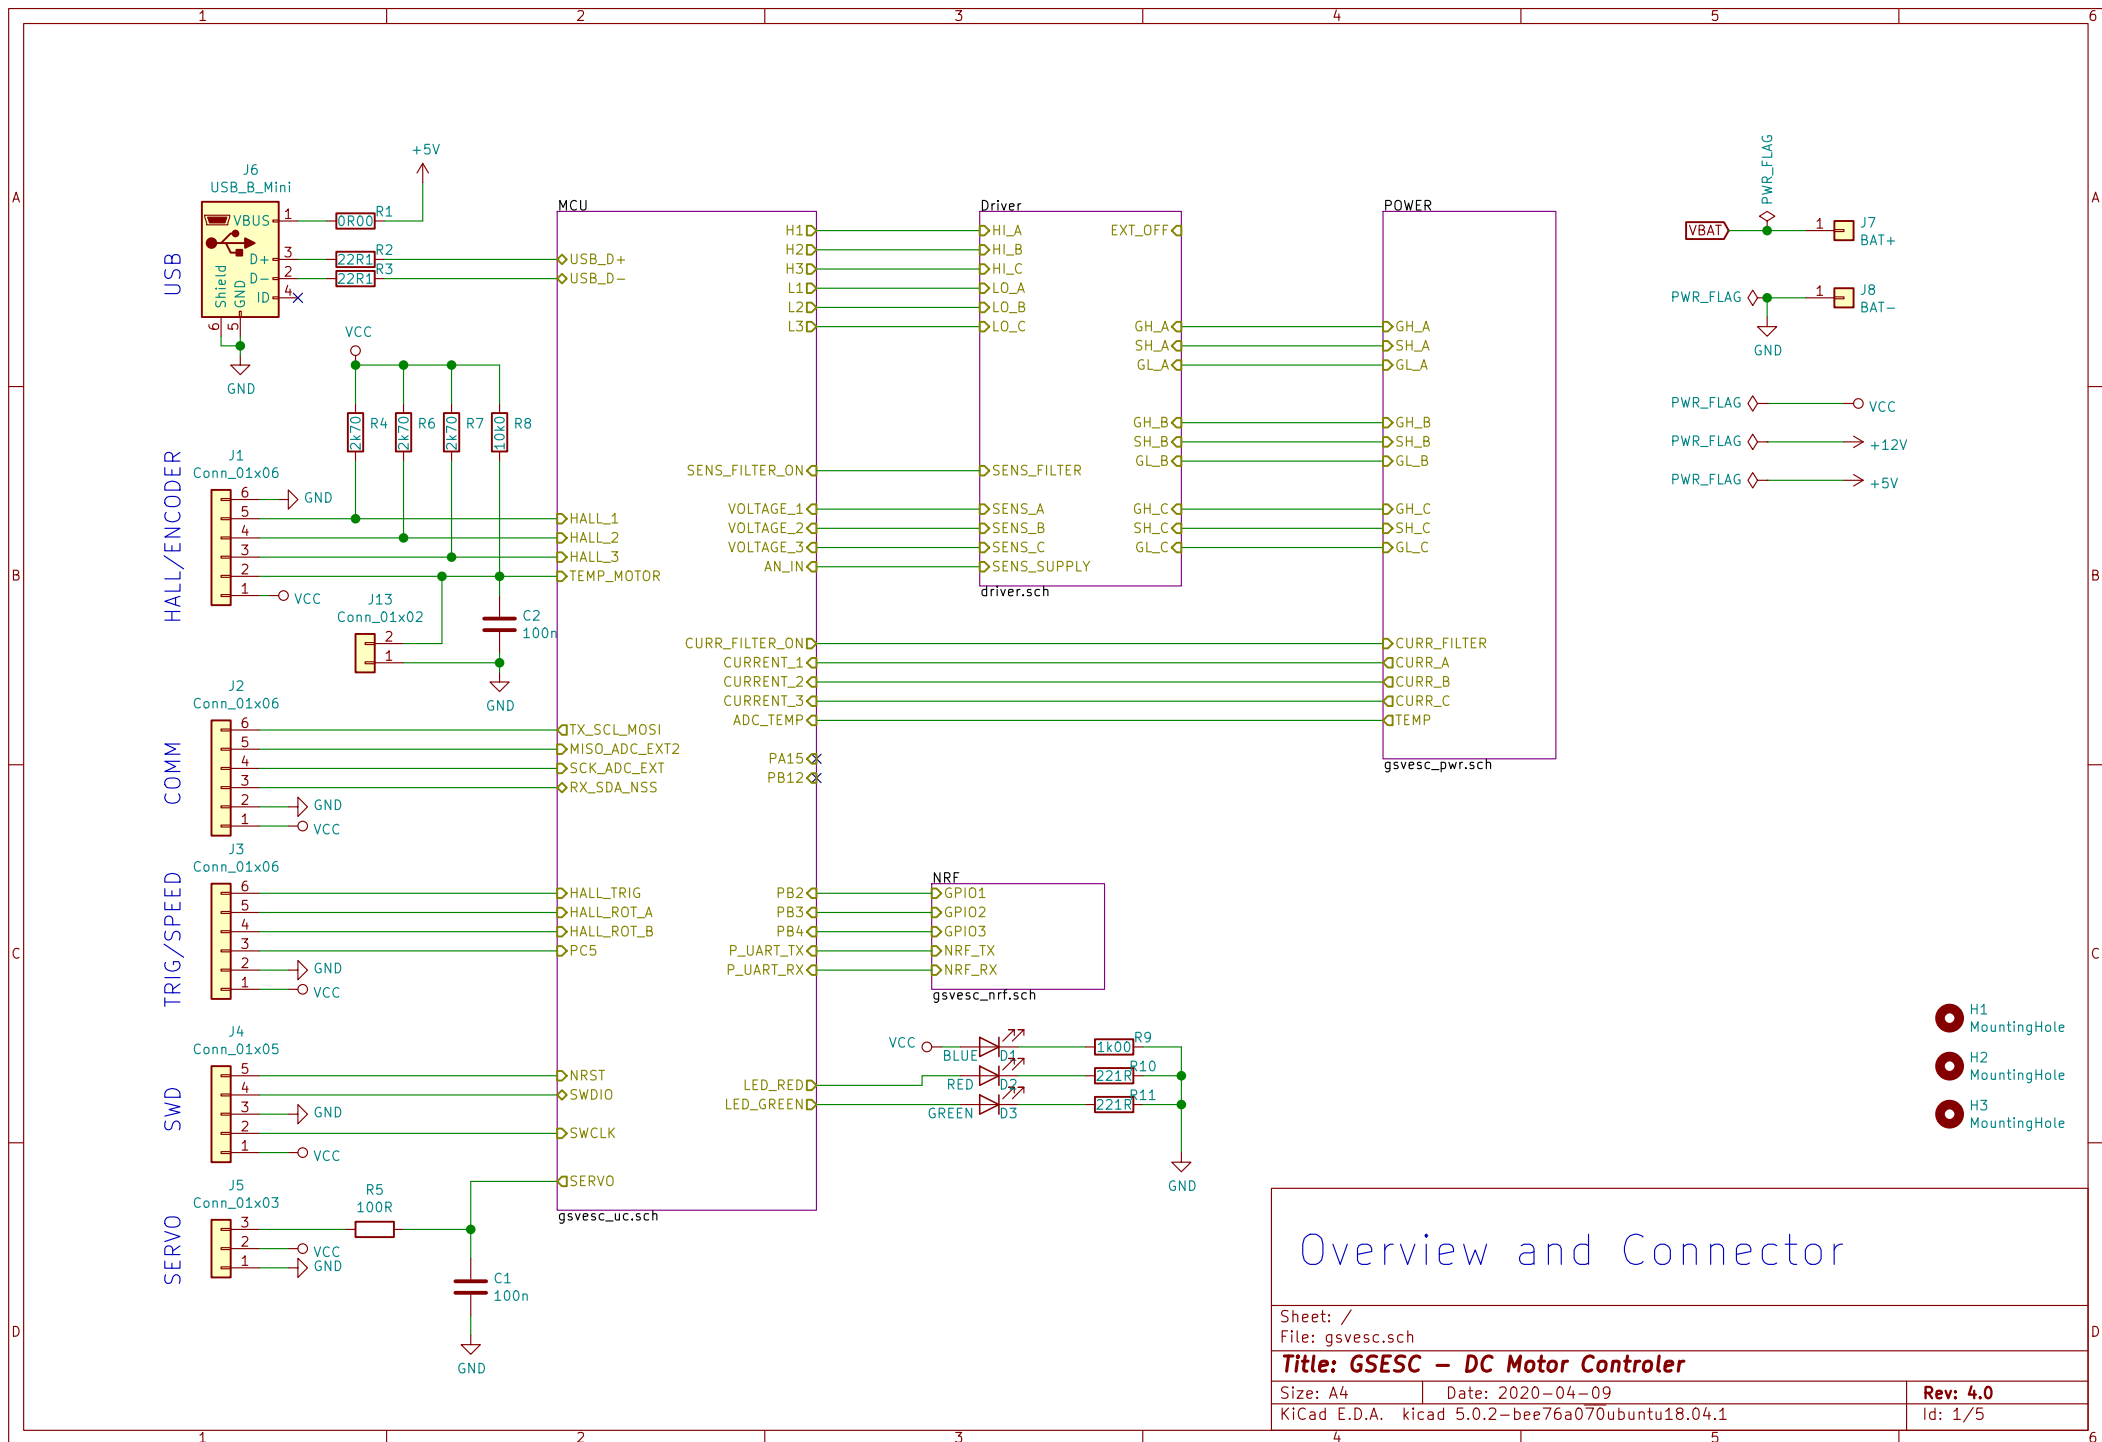 1 2 3 4 5 6
A
B
C
D
A
B
C
D
1 2 3 4 5 6
USB
J6
USB_B_Mini
VBUS 1
D+ 3
D- 2
ID 4
Shield
GND
6 5
GND
+5V
0R00 R1
22R1 R2
22R1 R3
VCC
2k70 R4
2k70 R6
2k70 R7
10k0 R8
HALL/ENCODER
J1
Conn_01x06
6 GND
5
4
3
2
1 VCC
J13
Conn_01x02
2
1
C2
100n
GND
COMM
J2
Conn_01x06
6
5
4
3
2 GND
1 VCC
TRIG/SPEED
J3
Conn_01x06
6
5
4
3
2 GND
1 VCC
SWD
J4
Conn_01x05
5
4
3 GND
2
1 VCC
SERVO
J5
Conn_01x03
3
2 VCC
1 GND
R5
100R
C1
100n
GND
MCU
USB_D+
USB_D-
HALL_1
HALL_2
HALL_3
TEMP_MOTOR
TX_SCL_MOSI
MISO_ADC_EXT2
SCK_ADC_EXT
RX_SDA_NSS
HALL_TRIG
HALL_ROT_A
HALL_ROT_B
PC5
NRST
SWDIO
SWCLK
SERVO
H1
H2
H3
L1
L2
L3
SENS_FILTER_ON
VOLTAGE_1
VOLTAGE_2
VOLTAGE_3
AN_IN
CURR_FILTER_ON
CURRENT_1
CURRENT_2
CURRENT_3
ADC_TEMP
PA15
PB12
PB2
PB3
PB4
P_UART_TX
P_UART_RX
LED_RED
LED_GREEN
gsvesc_uc.sch
Driver
HI_A
HI_B
HI_C
LO_A
LO_B
LO_C
SENS_FILTER
SENS_A
SENS_B
SENS_C
SENS_SUPPLY
EXT_OFF
GH_A
SH_A
GL_A
GH_B
SH_B
GL_B
GH_C
SH_C
GL_C
driver.sch
POWER
GH_A
SH_A
GL_A
GH_B
SH_B
GL_B
GH_C
SH_C
GL_C
CURR_FILTER
CURR_A
CURR_B
CURR_C
TEMP
gsvesc_pwr.sch
NRF
GPIO1
GPIO2
GPIO3
NRF_TX
NRF_RX
gsvesc_nrf.sch
VCC BLUE D1 1k00 R9
RED D2 221R R10
GREEN D3 221R R11
GND
PWR_FLAG
VBAT 1 J7
BAT+
PWR_FLAG 1 J8
BAT-
GND
PWR_FLAG VCC
PWR_FLAG +12V
PWR_FLAG +5V
H1
MountingHole
H2
MountingHole
H3
MountingHole
Overview and Connector
Sheet: /
File: gsvesc.sch
Title: GSESC – DC Motor Controler
Size: A4 Date: 2020-04-09 Rev: 4.0
KiCad E.D.A. kicad 5.0.2-bee76a070ubuntu18.04.1 Id: 1/5